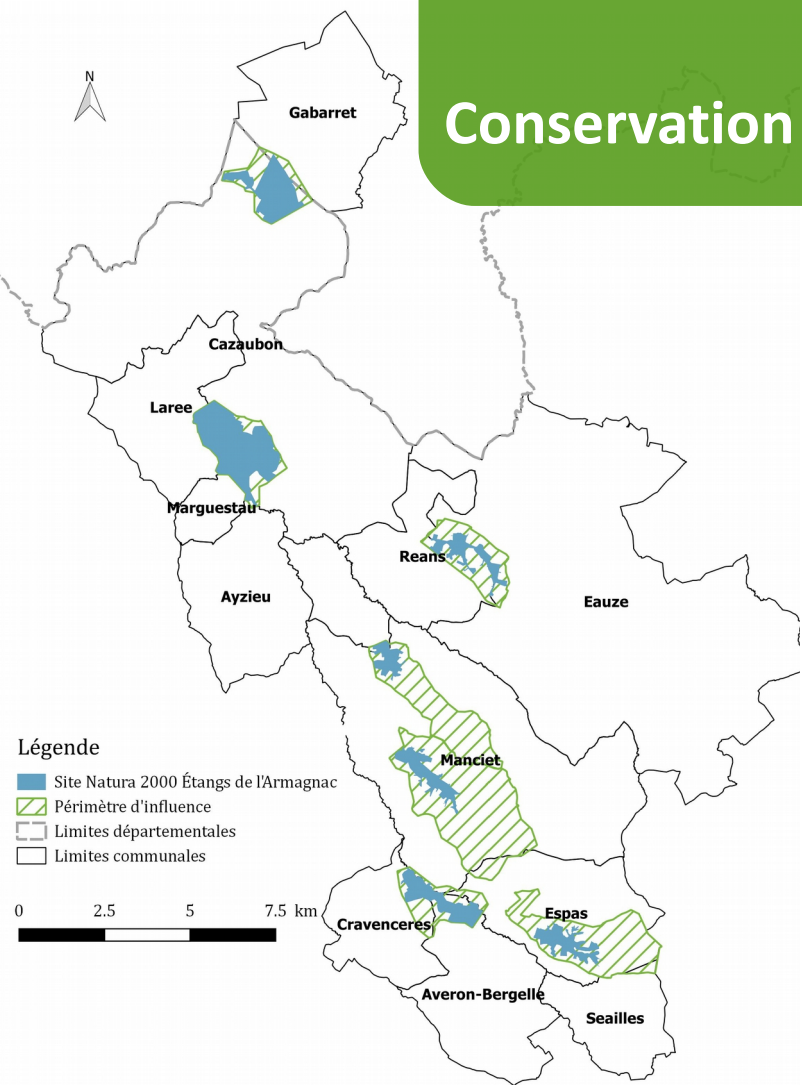 Conservation
N
Gabarret
Cazaubon
Laree
Marguestau
Reans
Ayzieu
Eauze
Manciet
Espas
Cravenceres
Averon-Bergelle
Seailles
Légende
Site Natura 2000 Étangs de l'Armagnac
Périmètre d'influence
Limites départementales
Limites communales
0 2.5 5 7.5 km